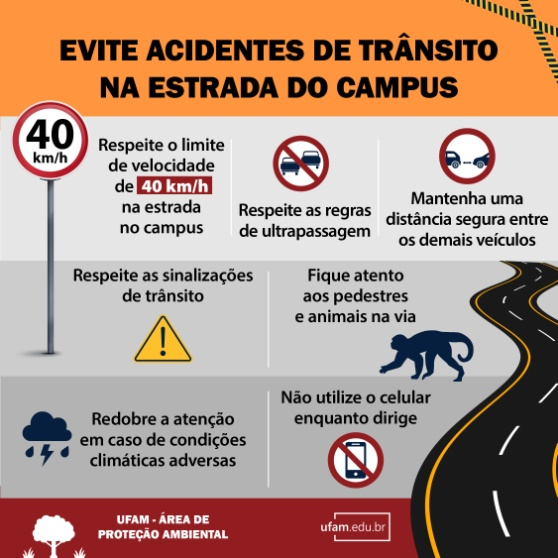 EVITE ACIDENTES DE TRÂNSITO
NA ESTRADA DO CAMPUS
40
km/h
Respeite o limite
de velocidade
de 40 km/h
na estrada
no campus
Respeite as regras
de ultrapassagem
Mantenha uma
distância segura entre
os demais veículos
Respeite as sinalizações
de trânsito
Fique atento
aos pedestres
e animais na via
Redobre a atenção
em caso de condições
climáticas adversas
Não utilize o celular
enquanto dirige
UFAM - ÁREA DE
PROTEÇÃO AMBIENTAL
ufam.edu.br